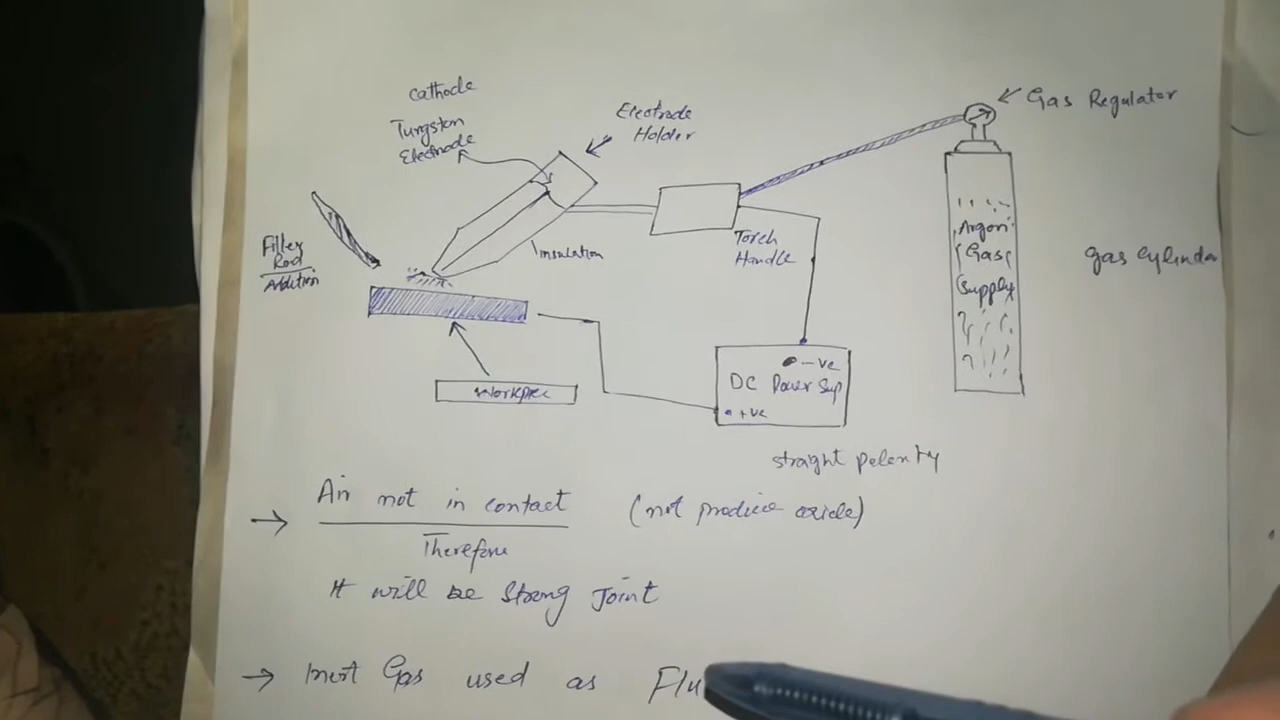 Cathode
Tungston
Electrode
Electrode
Holder
Gas Regulator
Filler
Rod
Addition
Insulation
Torch
Handle
Argon
Gas
Supply
Gas Cylinder
Workpiec
-ve
DC Power Sup
+ve
straight polarity
Air not in contact (not produce oxide)
Therefore
It will be Strong Joint
→ Inert Gas used as Flu